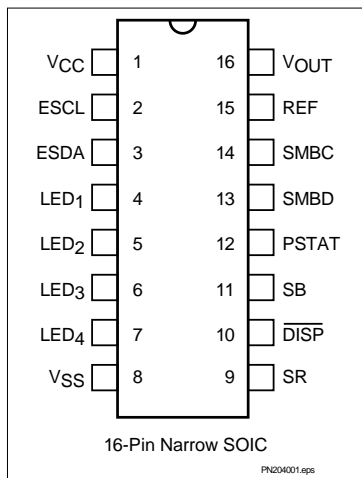 VCC 1 16 VOUT
ESCL 2 15 REF
ESDA 3 14 SMBC
LED1 4 13 SMBD
LED2 5 12 PSTAT
LED3 6 11 SB
LED4 7 10 DISP
VSS 8 9 SR
16-Pin Narrow SOIC
PN204001.eps